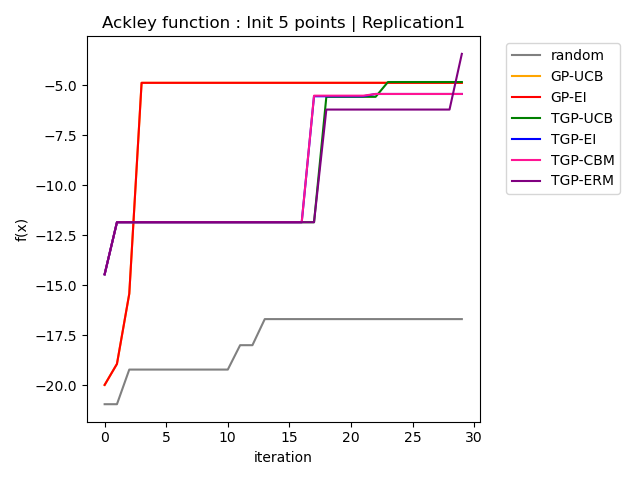 Ackley function : Init 5 points | Replication1
random
GP-UCB
GP-EI
TGP-UCB
TGP-EI
TGP-CBM
TGP-ERM
f(x)
−5.0
−7.5
−10.0
−12.5
−15.0
−17.5
−20.0
0 5 10 15 20 25 30
iteration